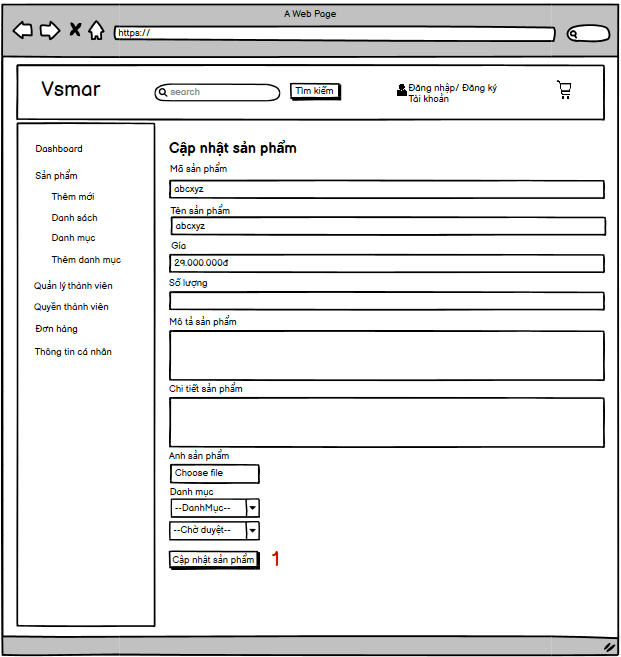 A Web Page
https://
Vsmar
search
Tìm kiếm
Đăng nhập/ Đăng ký
Tài khoản
Dashboard
Sản phẩm
Thêm mới
Danh sách
Danh mục
Thêm danh mục
Quản lý thành viên
Quyền thành viên
Đơn hàng
Thông tin cá nhân
Cập nhật sản phẩm
Mã sản phẩm
abcxyz
Tên sản phẩm
abcxyz
Gía
29.000.000đ
Số lượng
Mô tả sản phẩm
Chi tiết sản phẩm
Anh sản phẩm
Choose file
Danh mục
--DanhMục--
--Chờ duyệt--
Cập nhật sản phẩm 1